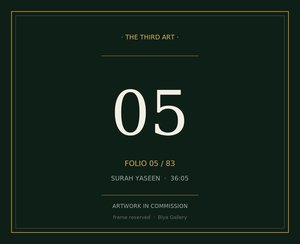 · THE THIRD ART ·
05
FOLIO 05 / 83
SURAH YASEEN · 36:05
ARTWORK IN COMMISSION
frame reserved · Biya Gallery